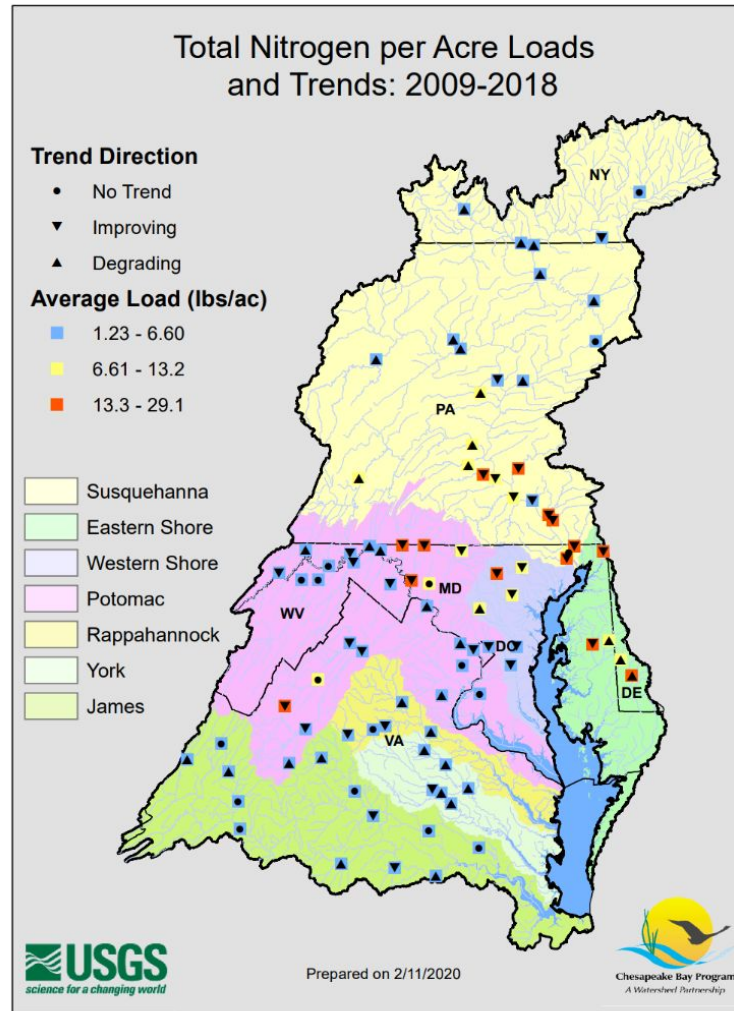 Total Nitrogen per Acre Loads
and Trends: 2009-2018
Trend Direction
No Trend
Improving
Degrading
Average Load (lbs/ac)
1.23 - 6.60
6.61 - 13.2
13.3 - 29.1
Susquehanna
Eastern Shore
Western Shore
Potomac
Rappahannock
York
James
NY
PA
MD
WV
DC
DE
VA
USGS
science for a changing world
Prepared on 2/11/2020
Chesapeake Bay Program
A Watershed Partnership